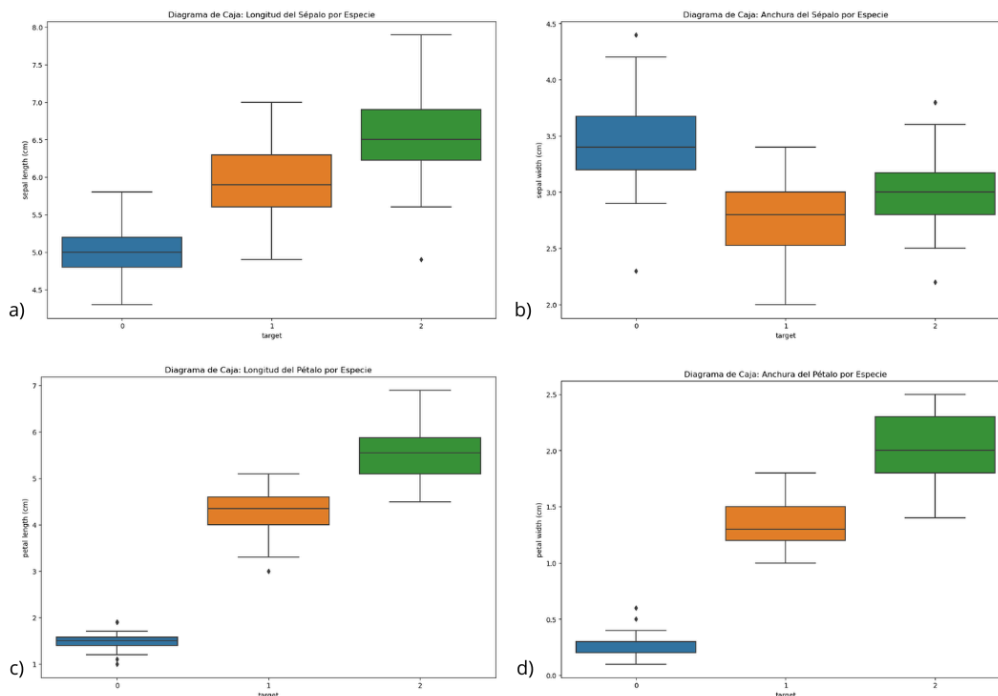 Diagrama de Caja: Longitud del Sépalo por Especie
8.0
7.5
7.0
6.5
6.0
5.5
5.0
4.5
sepal length (cm)
0 1 2
target
a)
Diagrama de Caja: Anchura del Sépalo por Especie
4.5
4.0
3.5
3.0
2.5
2.0
sepal width (cm)
0 1 2
target
b)
Diagrama de Caja: Longitud del Pétalo por Especie
7
6
5
4
3
2
1
petal length (cm)
0 1 2
target
c)
Diagrama de Caja: Anchura del Pétalo por Especie
2.5
2.0
1.5
1.0
0.5
0.0
petal width (cm)
0 1 2
target
d)